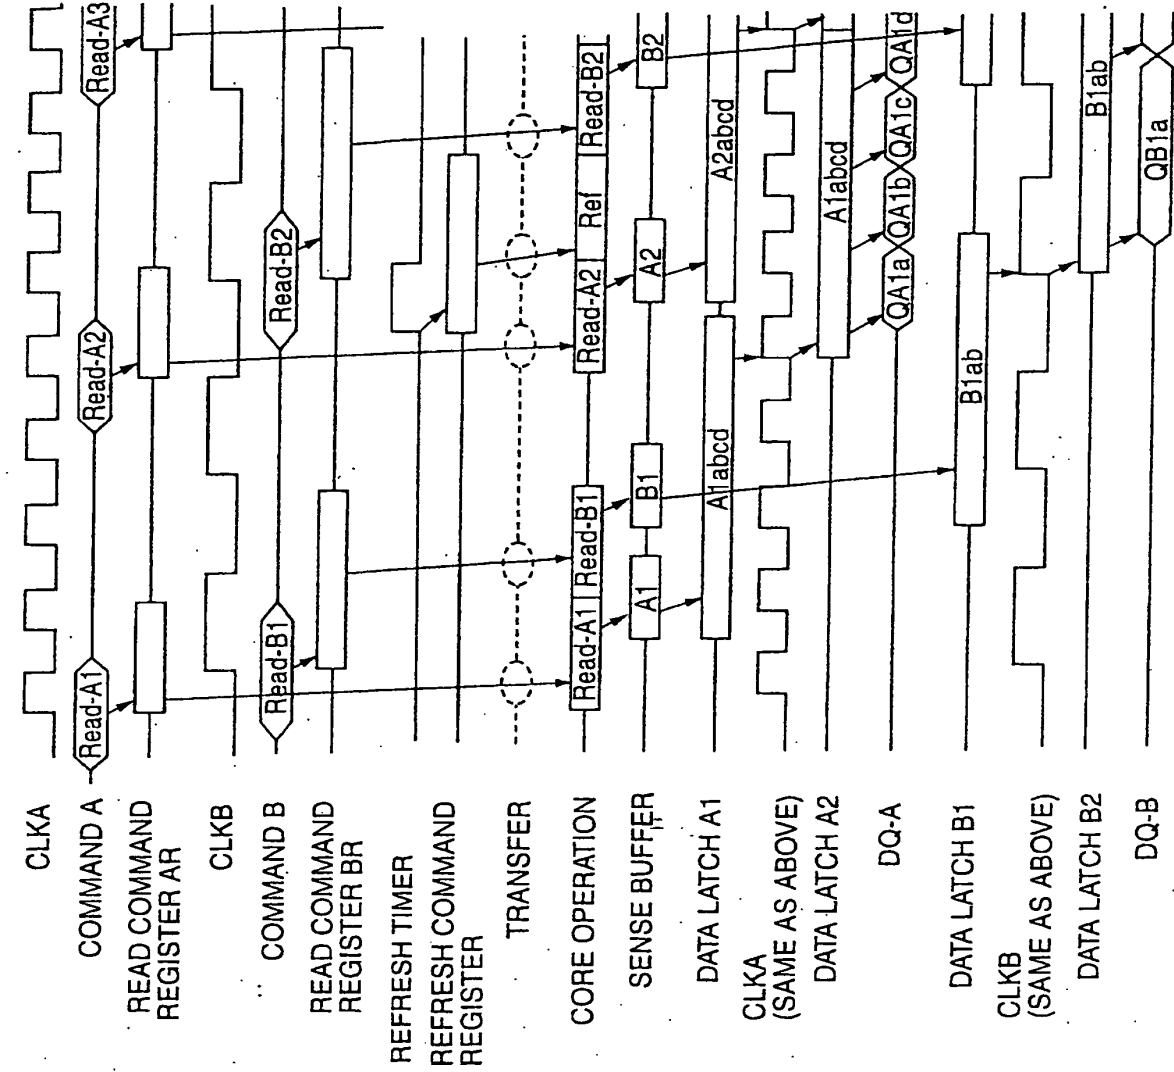 CLKA
COMMAND A
Read-A1
Read-A2
Read-A3
READ COMMAND
REGISTER AR
CLKB
COMMAND B
Read-B1
Read-B2
READ COMMAND
REGISTER BR
REFRESH TIMER
REFRESH COMMAND
REGISTER
TRANSFER
CORE OPERATION
Read-A1
Read-B1
Read-A2
Ref
Read-B2
SENSE BUFFER
A1
B1
A2
B2
DATA LATCH A1
A1abcd
A2abcd
CLKA
(SAME AS ABOVE)
DATA LATCH A2
A1abcd
DQ-A
QA1a
QA1b
QA1c
QA1d
DATA LATCH B1
B1ab
CLKB
(SAME AS ABOVE)
DATA LATCH B2
B1ab
DQ-B
QB1a